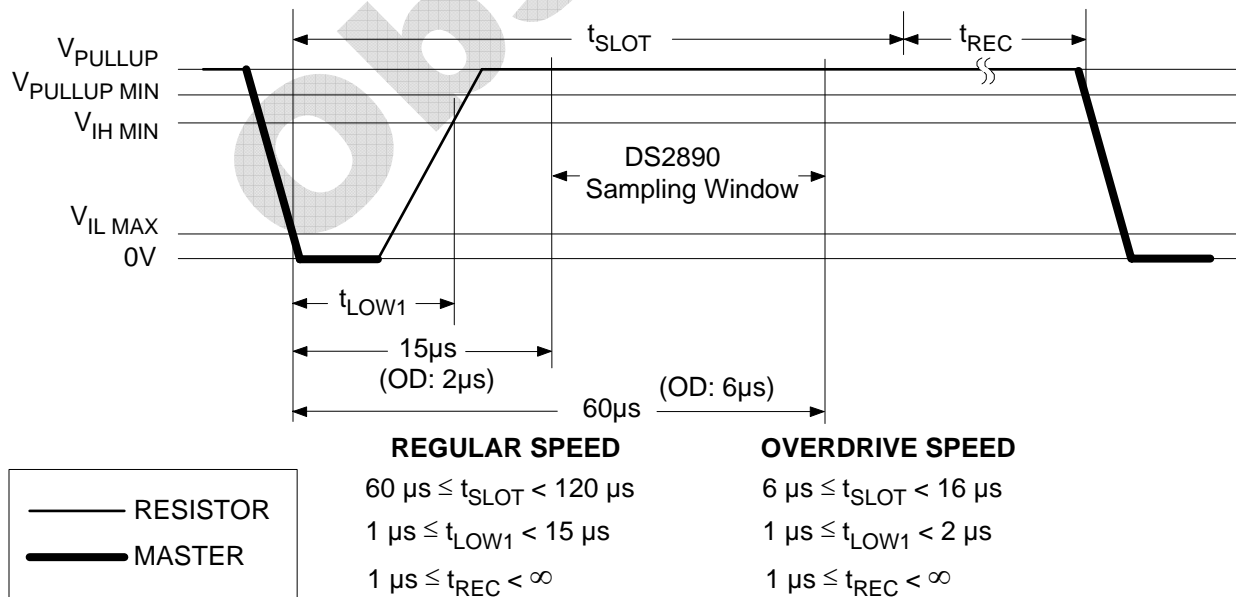 tSLOT
tREC
VPULLUP
VPULLUP MIN
VIH MIN
DS2890
Sampling Window
VIL MAX
0V
tLOW1
15µs
(OD: 2µs)
(OD: 6µs)
60µs
REGULAR SPEED
60 µs ≤ tSLOT < 120 µs
1 µs ≤ tLOW1 < 15 µs
1 µs ≤ tREC < ∞
OVERDRIVE SPEED
6 µs ≤ tSLOT < 16 µs
1 µs ≤ tLOW1 < 2 µs
1 µs ≤ tREC < ∞
RESISTOR
MASTER